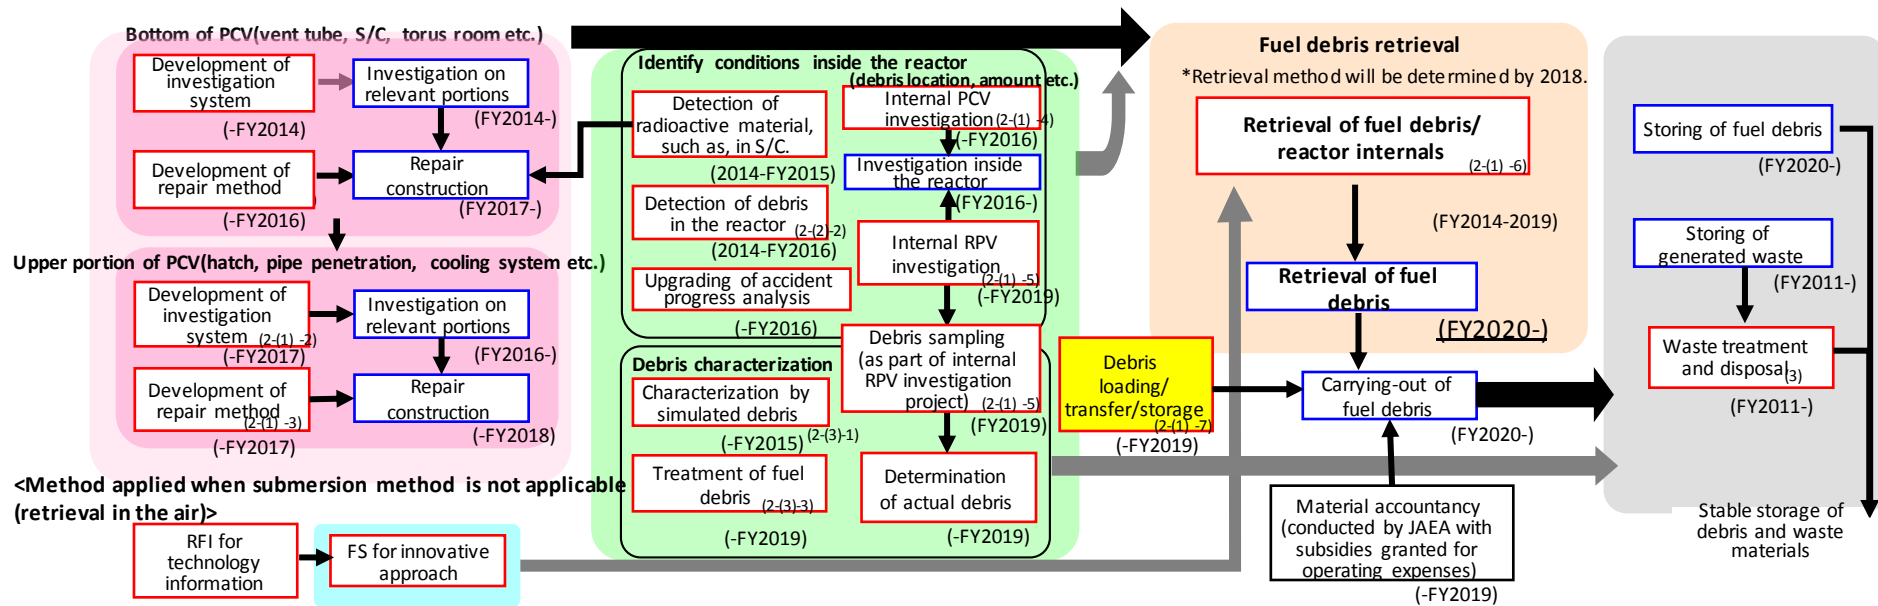 Bottom of PCV(vent tube, S/C, torus room etc.)
Development of
investigation
system
(-FY2014)
Investigation on
relevant portions
(FY2014-)
Development of
repair method
(-FY2016)
Repair
construction
(FY2017-)
Upper portion of PCV(hatch, pipe penetration, cooling system etc.)
Development of
investigation
system (2-(1) -2)
(-FY2017)
Investigation on
relevant portions
(FY2016-)
Development of
repair method
(2-(1) -3)
(-FY2017)
Repair
construction
(-FY2018)
<Method applied when submersion method is not applicable
(retrieval in the air)>
RFI for
technology
information
FS for innovative
approach
Identify conditions inside the reactor
(debris location, amount etc.)
Detection of
radioactive material,
such as, in S/C.
(2014-FY2015)
Detection of debris
in the reactor (2-(2)-2)
(2014-FY2016)
Upgrading of accident
progress analysis
(-FY2016)
Internal PCV
investigation (2-(1) -4)
(-FY2016)
Investigation inside
the reactor
(FY2016-)
Internal RPV
investigation
(2-(1) -5)
(-FY2019)
Debris sampling
(as part of internal
RPV investigation
project) (2-(1) -5)
(FY2019)
Debris characterization
Characterization by
simulated debris
(-FY2015) (2-(3)-1)
Treatment of fuel
debris (2-(3)-3)
(-FY2019)
Determination
of actual debris
(-FY2019)
Debris
loading/
transfer/storage
(2-(1) -7)
(-FY2019)
Fuel debris retrieval
*Retrieval method will be determined by 2018.
Retrieval of fuel debris/
reactor internals
(2-(1) -6)
(FY2014-2019)
Retrieval of fuel
debris
(FY2020-)
Carrying-out of
fuel debris
(FY2020-)
Material accountancy
(conducted by JAEA with
subsidies granted for
operating expenses)
(-FY2019)
Storing of fuel debris
(FY2020-)
Storing of
generated waste
(FY2011-)
Waste treatment
and disposal (3)
(FY2011-)
Stable storage of
debris and waste
materials